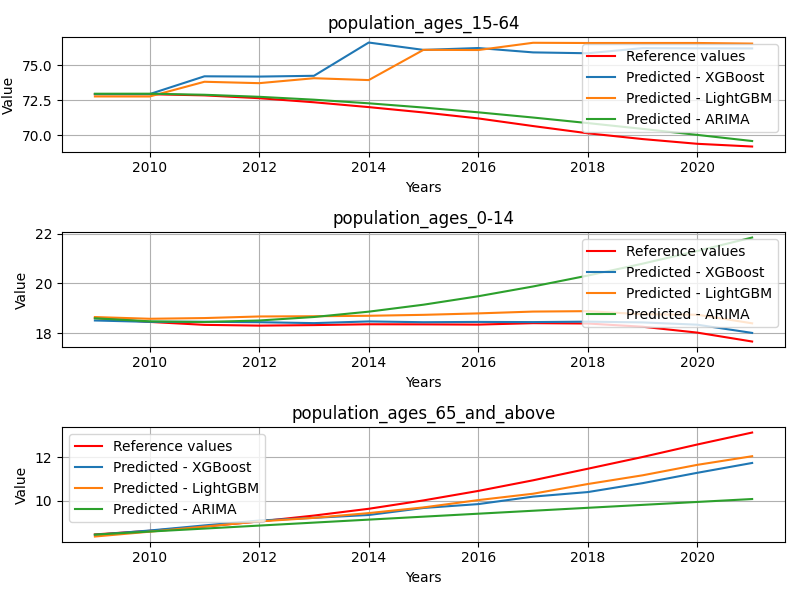 population_ages_15-64
Value
75.0
72.5
70.0
Reference values
Predicted - XGBoost
Predicted - LightGBM
Predicted - ARIMA
2010 2012 2014 2016 2018 2020
Years
population_ages_0-14
Value
22
20
18
Reference values
Predicted - XGBoost
Predicted - LightGBM
Predicted - ARIMA
2010 2012 2014 2016 2018 2020
Years
population_ages_65_and_above
Value
12
10
Reference values
Predicted - XGBoost
Predicted - LightGBM
Predicted - ARIMA
2010 2012 2014 2016 2018 2020
Years